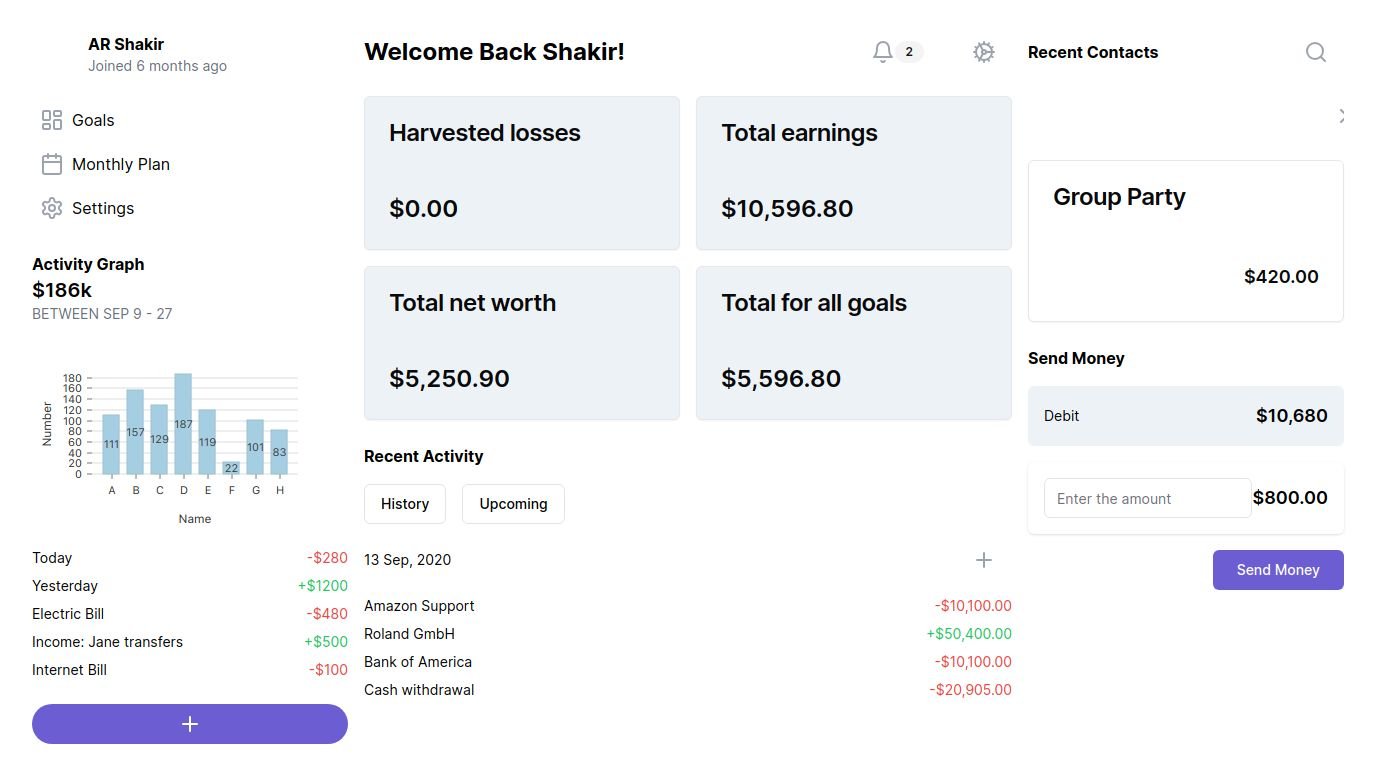 AR Shakir
Joined 6 months ago
Goals
Monthly Plan
Settings
Activity Graph
$186k
BETWEEN SEP 9 - 27
Number
180
160
140
120
100
80
60
40
20
0
111
157
129
187
119
22
101
83
A B C D E F G H
Name
Today -$280
Yesterday +$1200
Electric Bill -$480
Income: Jane transfers +$500
Internet Bill -$100
Welcome Back Shakir!
2
Harvested losses
$0.00
Total earnings
$10,596.80
Total net worth
$5,250.90
Total for all goals
$5,596.80
Recent Activity
History
Upcoming
13 Sep, 2020
Amazon Support -$10,100.00
Roland GmbH +$50,400.00
Bank of America -$10,100.00
Cash withdrawal -$20,905.00
Recent Contacts
Group Party
$420.00
Send Money
Debit $10,680
Enter the amount $800.00
Send Money